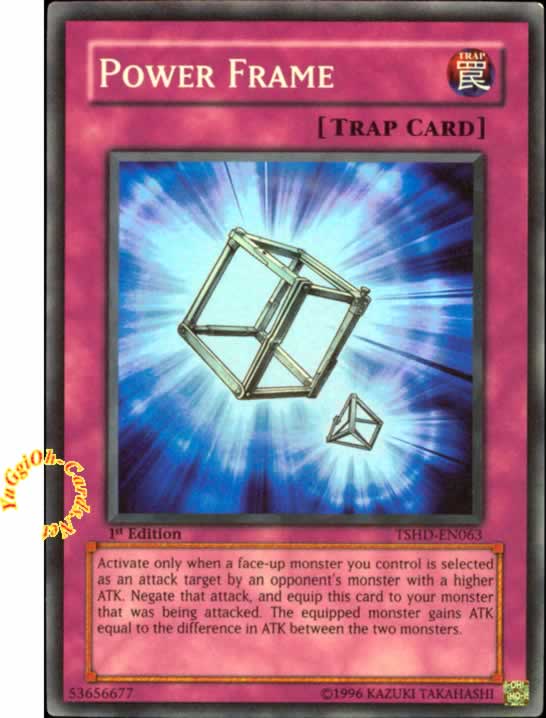 POWER FRAME
TRAP
罠
[TRAP CARD]
YuGgiOh-Cards.Net
1st Edition
TSHD-EN063
Activate only when a face-up monster you control is selected
as an attack target by an opponent's monster with a higher
ATK. Negate that attack, and equip this card to your monster
that was being attacked. The equipped monster gains ATK
equal to the difference in ATK between the two monsters.
53656677
©1996 KAZUKI TAKAHASHI